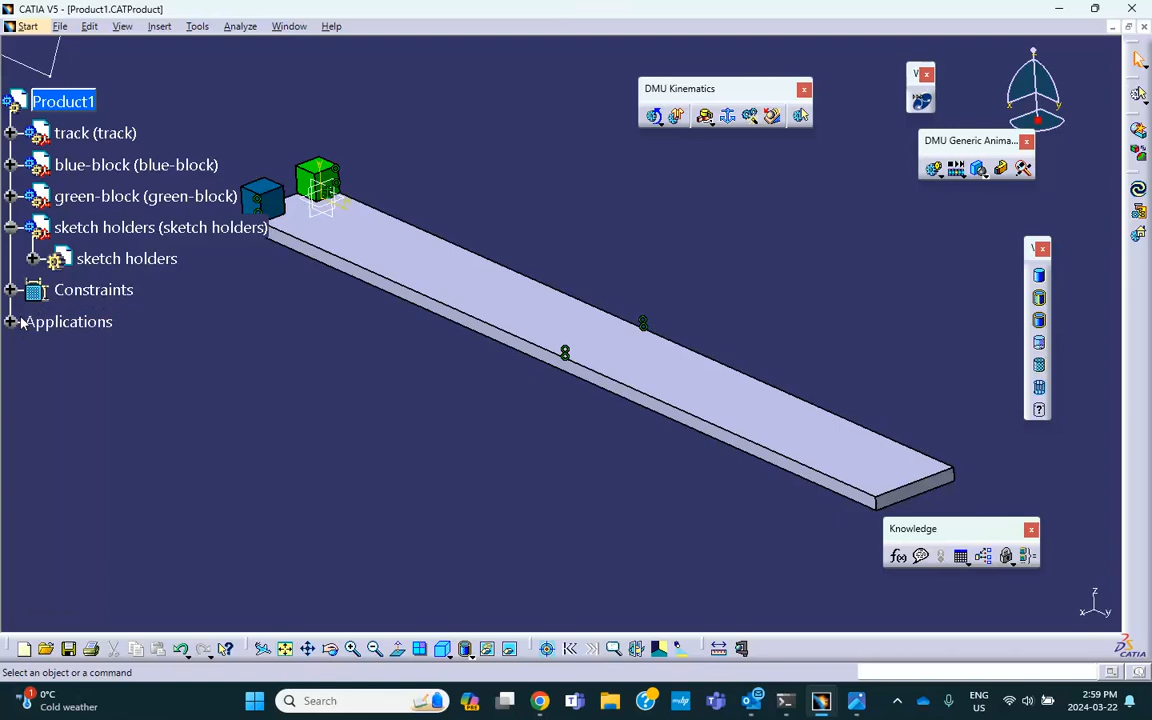 CATIA V5 - [Product1.CATProduct]
Start File Edit View Insert Tools Analyze Window Help
Product1
track (track)
blue-block (blue-block)
green-block (green-block)
sketch holders (sketch holders)
sketch holders
Constraints
Applications
DMU Kinematics
V
DMU Generic Anima...
Knowledge
f(x)
z
x y
CATIA
Select an object or a command
0°C
Cold weather
Search
ENG
US
2:59 PM
2024-03-22